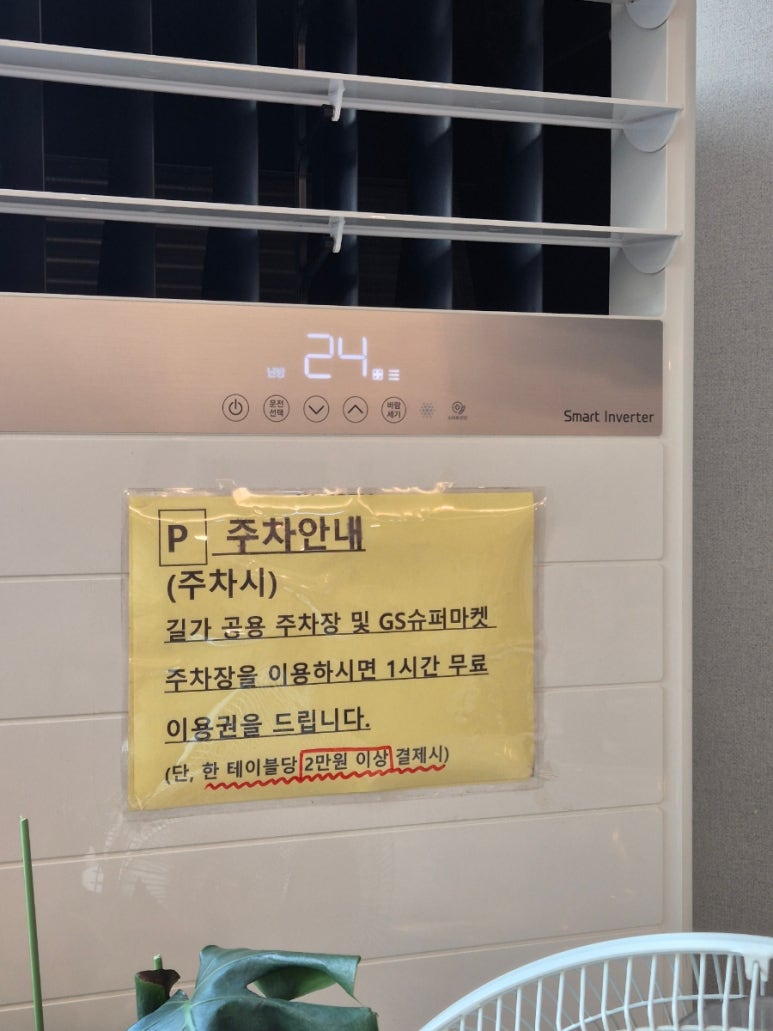 냉방 24
운전
선택
바람
세기
Smart Inverter
P 주차안내
(주차시)
길가 공용 주차장 및 GS슈퍼마켓
주차장을 이용하시면 1시간 무료
이용권을 드립니다.
(단, 한 테이블당 2만원 이상 결제시)